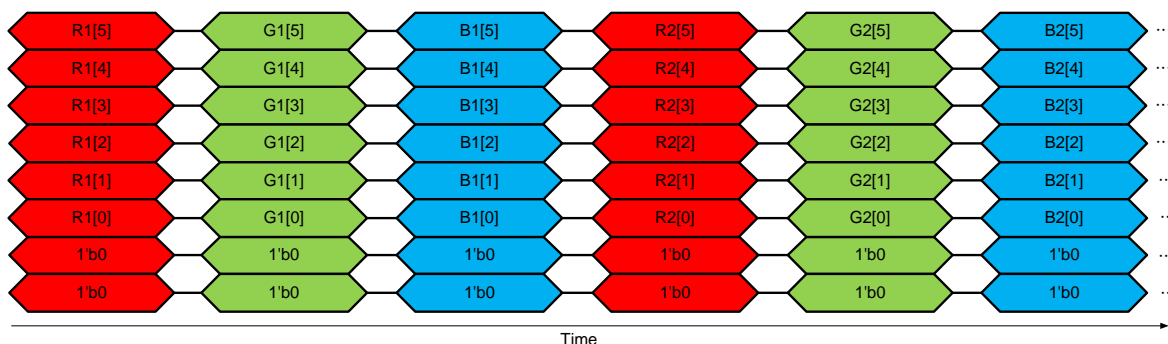 R1[5] G1[5] B1[5] R2[5] G2[5] B2[5] ...
R1[4] G1[4] B1[4] R2[4] G2[4] B2[4] ...
R1[3] G1[3] B1[3] R2[3] G2[3] B2[3] ...
R1[2] G1[2] B1[2] R2[2] G2[2] B2[2] ...
R1[1] G1[1] B1[1] R2[1] G2[1] B2[1] ...
R1[0] G1[0] B1[0] R2[0] G2[0] B2[0] ...
1'b0 1'b0 1'b0 1'b0 1'b0 1'b0 ...
1'b0 1'b0 1'b0 1'b0 1'b0 1'b0 ...
Time